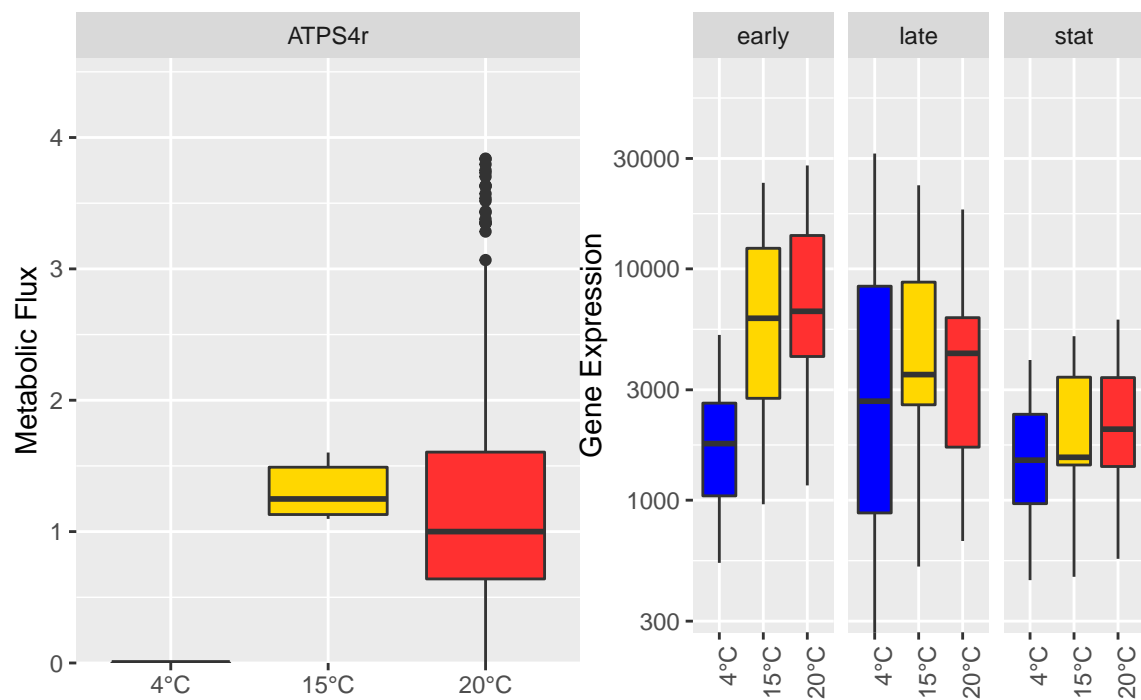 ATPS4r
Metabolic Flux
4
3
2
1
0
4°C 15°C 20°C
early late stat
Gene Expression
30000
10000
3000
1000
300
4°C 15°C 20°C 4°C 15°C 20°C 4°C 15°C 20°C